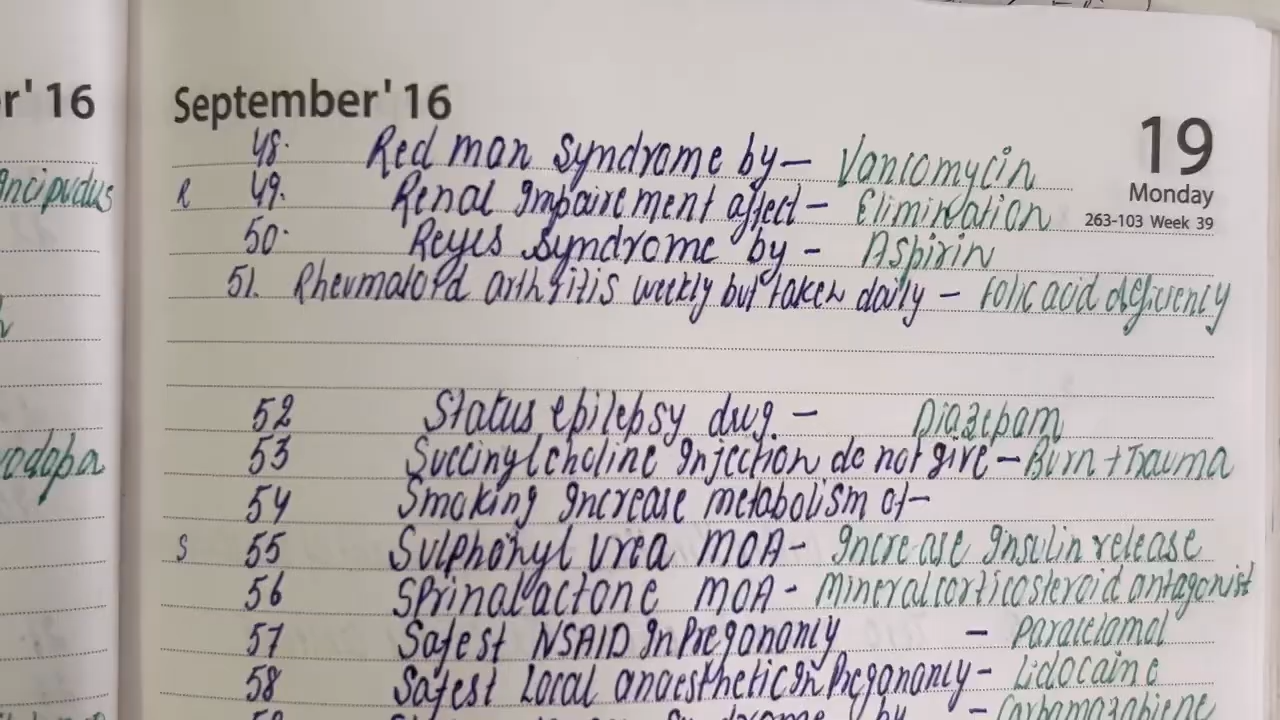 r' 16
September' 16
19
Monday
263-103 Week 39
48. Red man syndrome by - Vancomycin
R 49. Renal Impairement affect - Elimination
50. Reyes Syndrome by - Aspirin
51. Rheumatoid arthritis weekly but taken daily - Folic acid deficiency
52 Status epilepsy drug - Diazepam
53 Succinylcholine Injection do not give - Burn + Trauma
54 Smoking Increase metabolism of -
S 55 Sulphonyl urea MOA - Increase Insulin release
56 Sprinolactone MOA - Mineralcorticosteroid antagonist
57 Safest NSAID In Pregonancy - Paracetamol
58 Safest Local anaesthetic In Pregonancy - Lidocaine
Syndrome by - Carbamazepiene